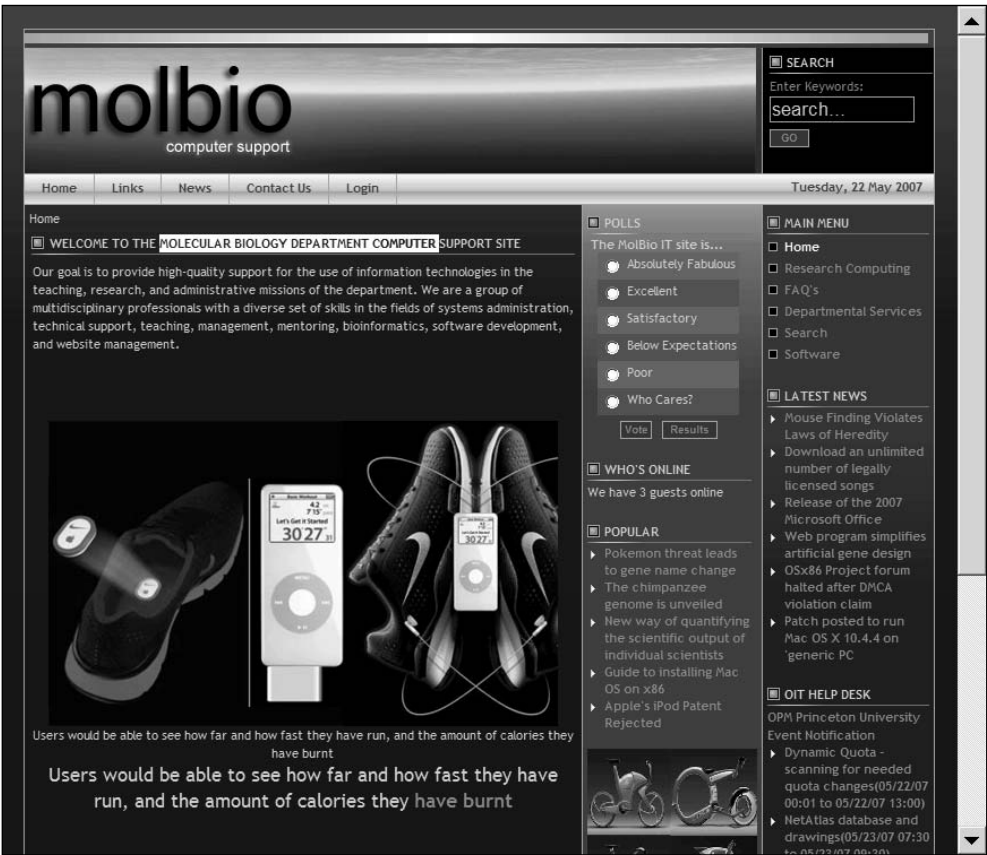 molbio
computer support
SEARCH
Enter Keywords:
search...
GO
Home
Links
News
Contact Us
Login
Tuesday, 22 May 2007
Home
WELCOME TO THE MOLECULAR BIOLOGY DEPARTMENT COMPUTER SUPPORT SITE
Our goal is to provide high-quality support for the use of information technologies in the
teaching, research, and administrative missions of the department. We are a group of
multidisciplinary professionals with a diverse set of skills in the fields of systems administration,
technical support, teaching, management, mentoring, bioinformatics, software development,
and website management.
Basic Workout
4.2
7'15"
Let's Get it Started
30'27"
Users would be able to see how far and how fast they have run, and the amount of calories they
have burnt
Users would be able to see how far and how fast they have
run, and the amount of calories they have burnt
POLLS
The MolBio IT site is...
Absolutely Fabulous
Excellent
Satisfactory
Below Expectations
Poor
Who Cares?
Vote
Results
WHO'S ONLINE
We have 3 guests online
POPULAR
Pokemon threat leads
to gene name change
The chimpanzee
genome is unveiled
New way of quantifying
the scientific output of
individual scientists
Guide to installing Mac
OS on x86
Apple's iPod Patent
Rejected
MAIN MENU
Home
Research Computing
FAQ's
Departmental Services
Search
Software
LATEST NEWS
Mouse Finding Violates
Laws of Heredity
Download an unlimited
number of legally
licensed songs
Release of the 2007
Microsoft Office
Web program simplifies
artificial gene design
OSx86 Project forum
halted after DMCA
violation claim
Patch posted to run
Mac OS X 10.4.4 on
'generic PC
OIT HELP DESK
OPM Princeton University
Event Notification
Dynamic Quota -
scanning for needed
quota changes(05/22/07
00:01 to 05/22/07 13:00)
NetAtlas database and
drawings(05/23/07 07:30
to 05/23/07 09:30)